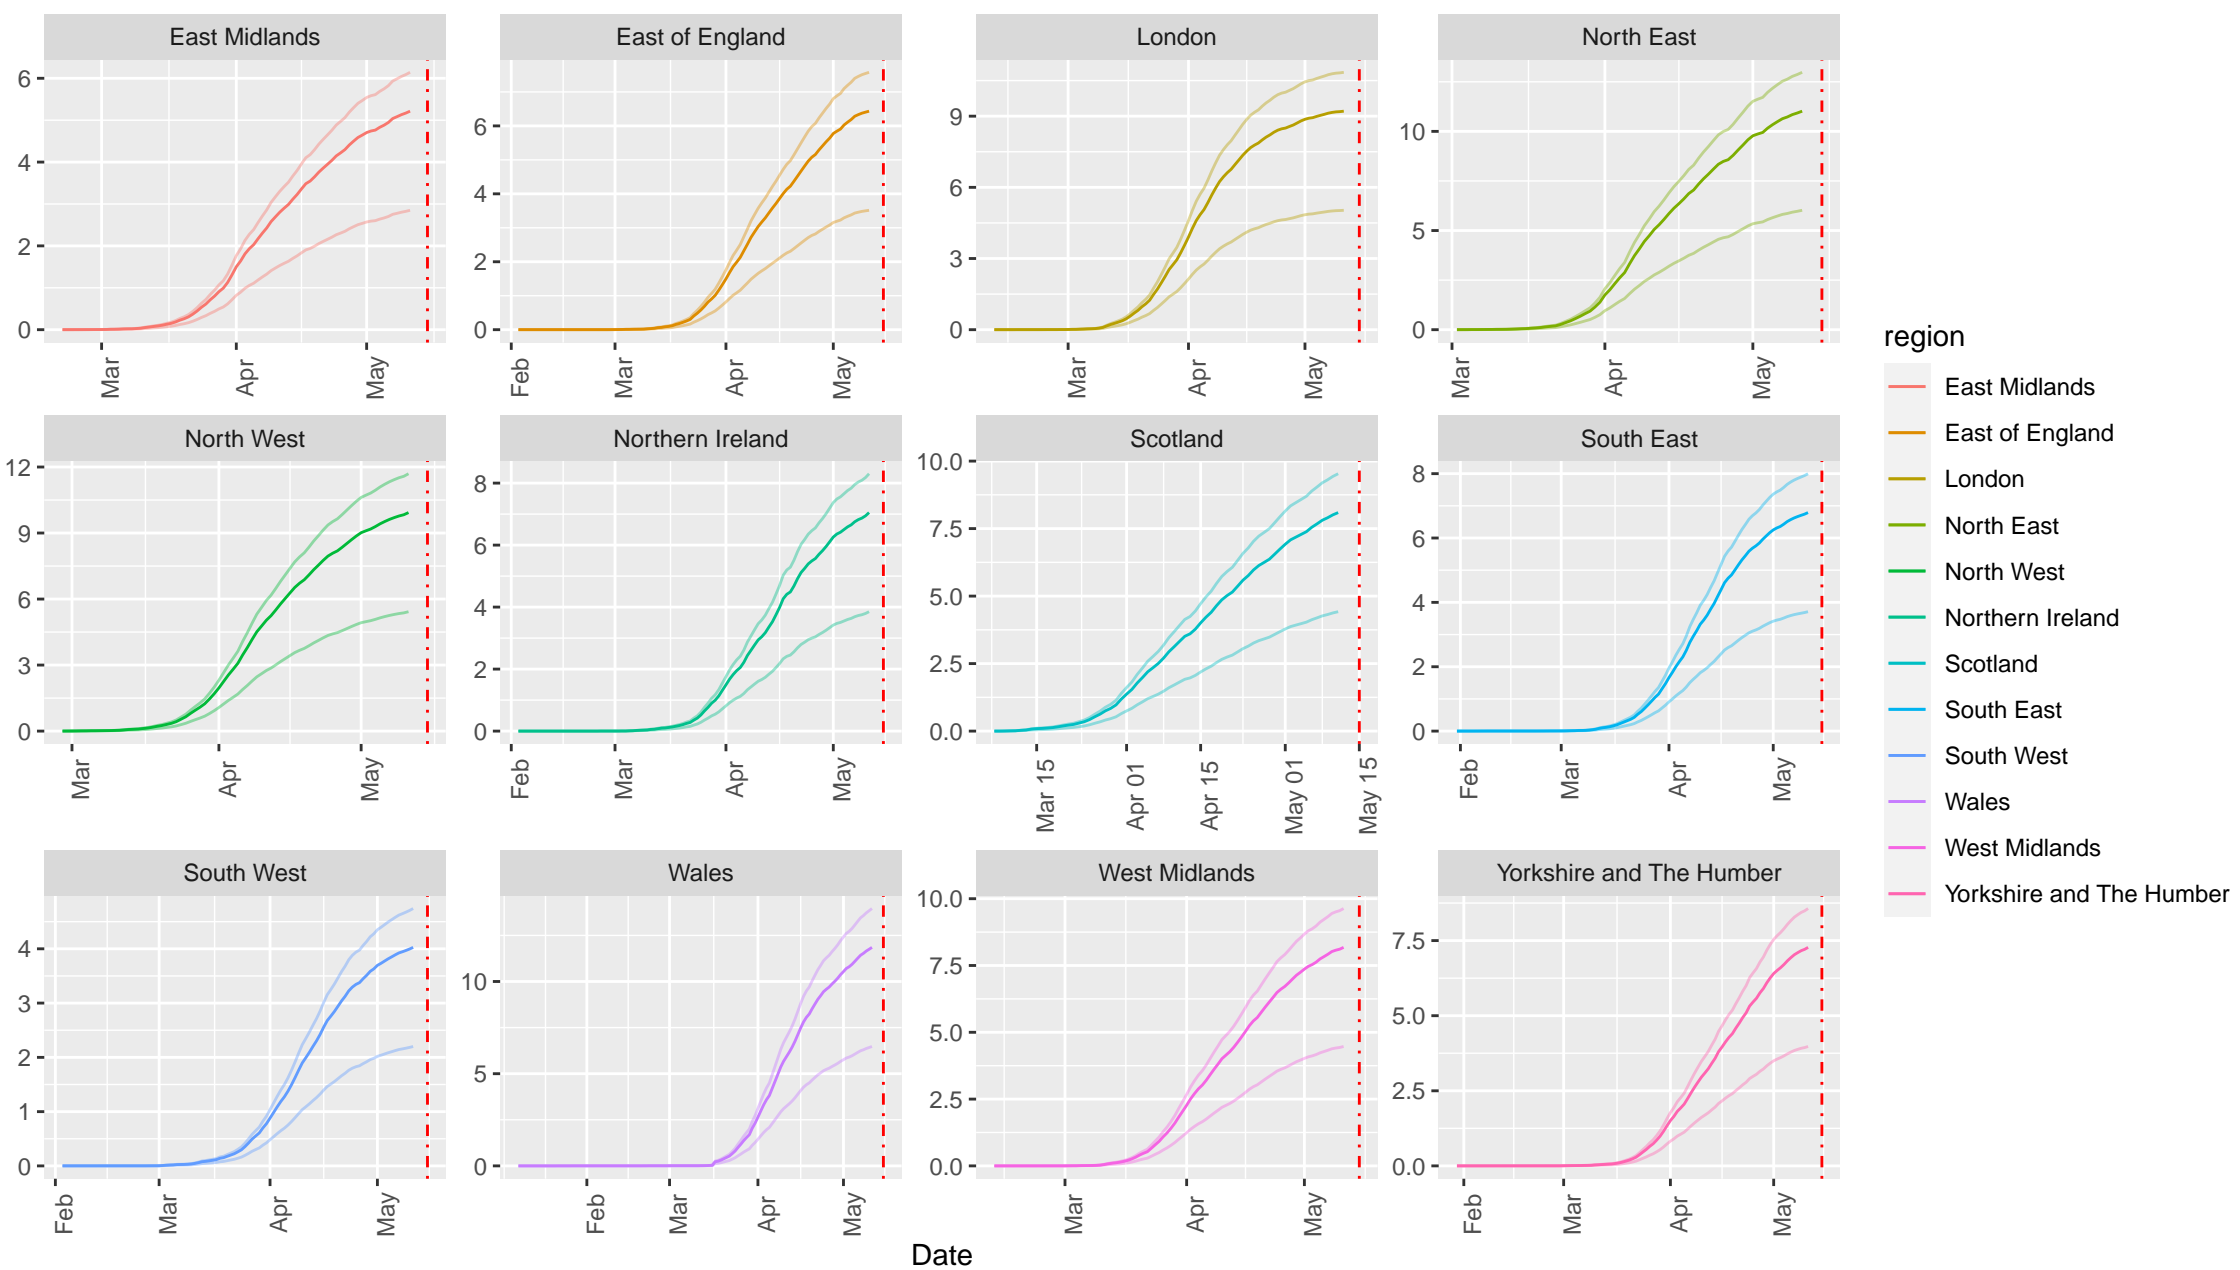 East Midlands
East of England
London
North East
6
4
2
0
6
4
2
0
9
6
3
0
10
5
0
Mar
Apr
May
Feb
Mar
Apr
May
Mar
Apr
May
Mar
Apr
May
North West
Northern Ireland
Scotland
South East
12
9
6
3
0
8
6
4
2
0
10.0
7.5
5.0
2.5
0.0
8
6
4
2
0
Mar
Apr
May
Feb
Mar
Apr
May
Mar 15
Apr 01
Apr 15
May 01
May 15
Feb
Mar
Apr
May
South West
Wales
West Midlands
Yorkshire and The Humber
4
3
2
1
0
10
5
0
10.0
7.5
5.0
2.5
0.0
7.5
5.0
2.5
0.0
Feb
Mar
Apr
May
Feb
Mar
Apr
May
Mar
Apr
May
Feb
Mar
Apr
May
Date
region
East Midlands
East of England
London
North East
North West
Northern Ireland
Scotland
South East
South West
Wales
West Midlands
Yorkshire and The Humber